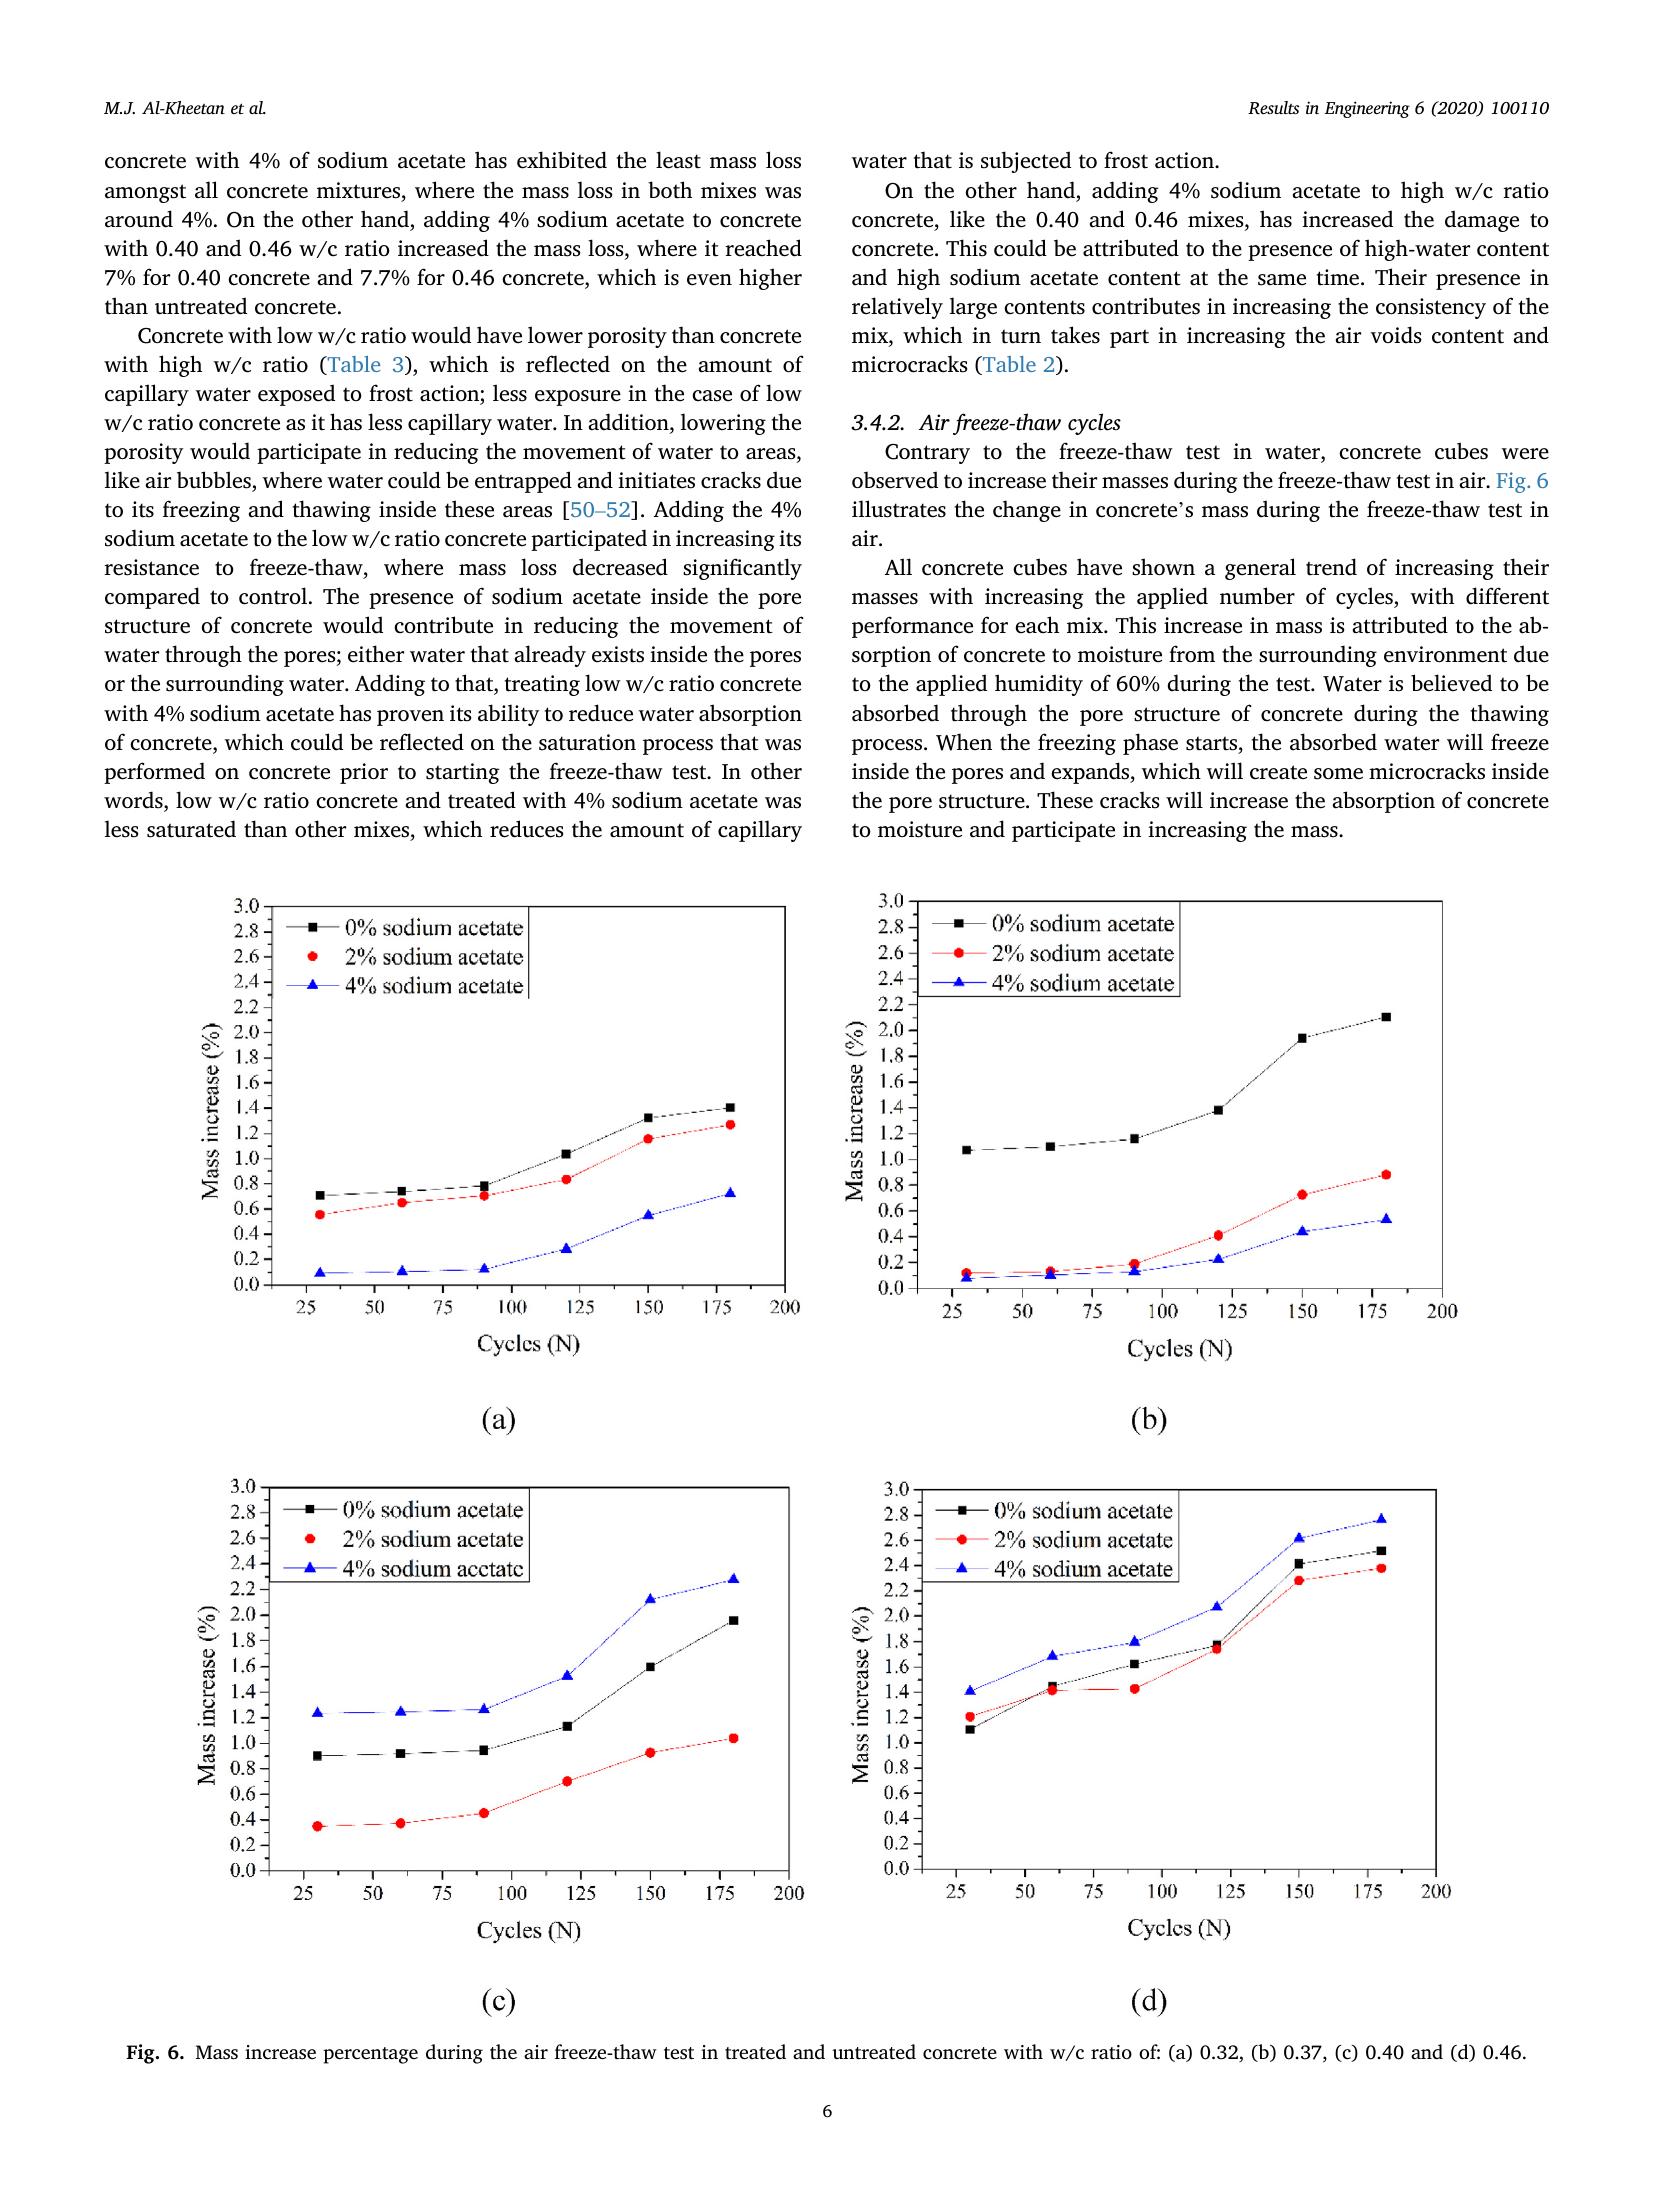 M.J. Al-Kheetan et al.
Results in Engineering 6 (2020) 100110
concrete with 4% of sodium acetate has exhibited the least mass loss
amongst all concrete mixtures, where the mass loss in both mixes was
around 4%. On the other hand, adding 4% sodium acetate to concrete
with 0.40 and 0.46 w/c ratio increased the mass loss, where it reached
7% for 0.40 concrete and 7.7% for 0.46 concrete, which is even higher
than untreated concrete.
Concrete with low w/c ratio would have lower porosity than concrete
with high w/c ratio (Table 3), which is reflected on the amount of
capillary water exposed to frost action; less exposure in the case of low
w/c ratio concrete as it has less capillary water. In addition, lowering the
porosity would participate in reducing the movement of water to areas,
like air bubbles, where water could be entrapped and initiates cracks due
to its freezing and thawing inside these areas [50–52]. Adding the 4%
sodium acetate to the low w/c ratio concrete participated in increasing its
resistance to freeze-thaw, where mass loss decreased significantly
compared to control. The presence of sodium acetate inside the pore
structure of concrete would contribute in reducing the movement of
water through the pores; either water that already exists inside the pores
or the surrounding water. Adding to that, treating low w/c ratio concrete
with 4% sodium acetate has proven its ability to reduce water absorption
of concrete, which could be reflected on the saturation process that was
performed on concrete prior to starting the freeze-thaw test. In other
words, low w/c ratio concrete and treated with 4% sodium acetate was
less saturated than other mixes, which reduces the amount of capillary
water that is subjected to frost action.
On the other hand, adding 4% sodium acetate to high w/c ratio
concrete, like the 0.40 and 0.46 mixes, has increased the damage to
concrete. This could be attributed to the presence of high-water content
and high sodium acetate content at the same time. Their presence in
relatively large contents contributes in increasing the consistency of the
mix, which in turn takes part in increasing the air voids content and
microcracks (Table 2).
3.4.2. Air freeze-thaw cycles
Contrary to the freeze-thaw test in water, concrete cubes were
observed to increase their masses during the freeze-thaw test in air. Fig. 6
illustrates the change in concrete's mass during the freeze-thaw test in
air.
All concrete cubes have shown a general trend of increasing their
masses with increasing the applied number of cycles, with different
performance for each mix. This increase in mass is attributed to the ab-
sorption of concrete to moisture from the surrounding environment due
to the applied humidity of 60% during the test. Water is believed to be
absorbed through the pore structure of concrete during the thawing
process. When the freezing phase starts, the absorbed water will freeze
inside the pores and expands, which will create some microcracks inside
the pore structure. These cracks will increase the absorption of concrete
to moisture and participate in increasing the mass.
0% sodium acetate
2% sodium acetate
4% sodium acetate
Mass increase (%)
3.0
2.8
2.6
2.4
2.2
2.0
1.8
1.6
1.4
1.2
1.0
0.8
0.6
0.4
0.2
0.0
25 50 75 100 125 150 175 200
Cycles (N)
(a)
0% sodium acetate
2% sodium acetate
4% sodium acetate
Mass increase (%)
3.0
2.8
2.6
2.4
2.2
2.0
1.8
1.6
1.4
1.2
1.0
0.8
0.6
0.4
0.2
0.0
25 50 75 100 125 150 175 200
Cycles (N)
(b)
0% sodium acetate
2% sodium acetate
4% sodium acetate
Mass increase (%)
3.0
2.8
2.6
2.4
2.2
2.0
1.8
1.6
1.4
1.2
1.0
0.8
0.6
0.4
0.2
0.0
25 50 75 100 125 150 175 200
Cycles (N)
(c)
0% sodium acetate
2% sodium acetate
4% sodium acetate
Mass increase (%)
3.0
2.8
2.6
2.4
2.2
2.0
1.8
1.6
1.4
1.2
1.0
0.8
0.6
0.4
0.2
0.0
25 50 75 100 125 150 175 200
Cycles (N)
(d)
Fig. 6. Mass increase percentage during the air freeze-thaw test in treated and untreated concrete with w/c ratio of: (a) 0.32, (b) 0.37, (c) 0.40 and (d) 0.46.
6